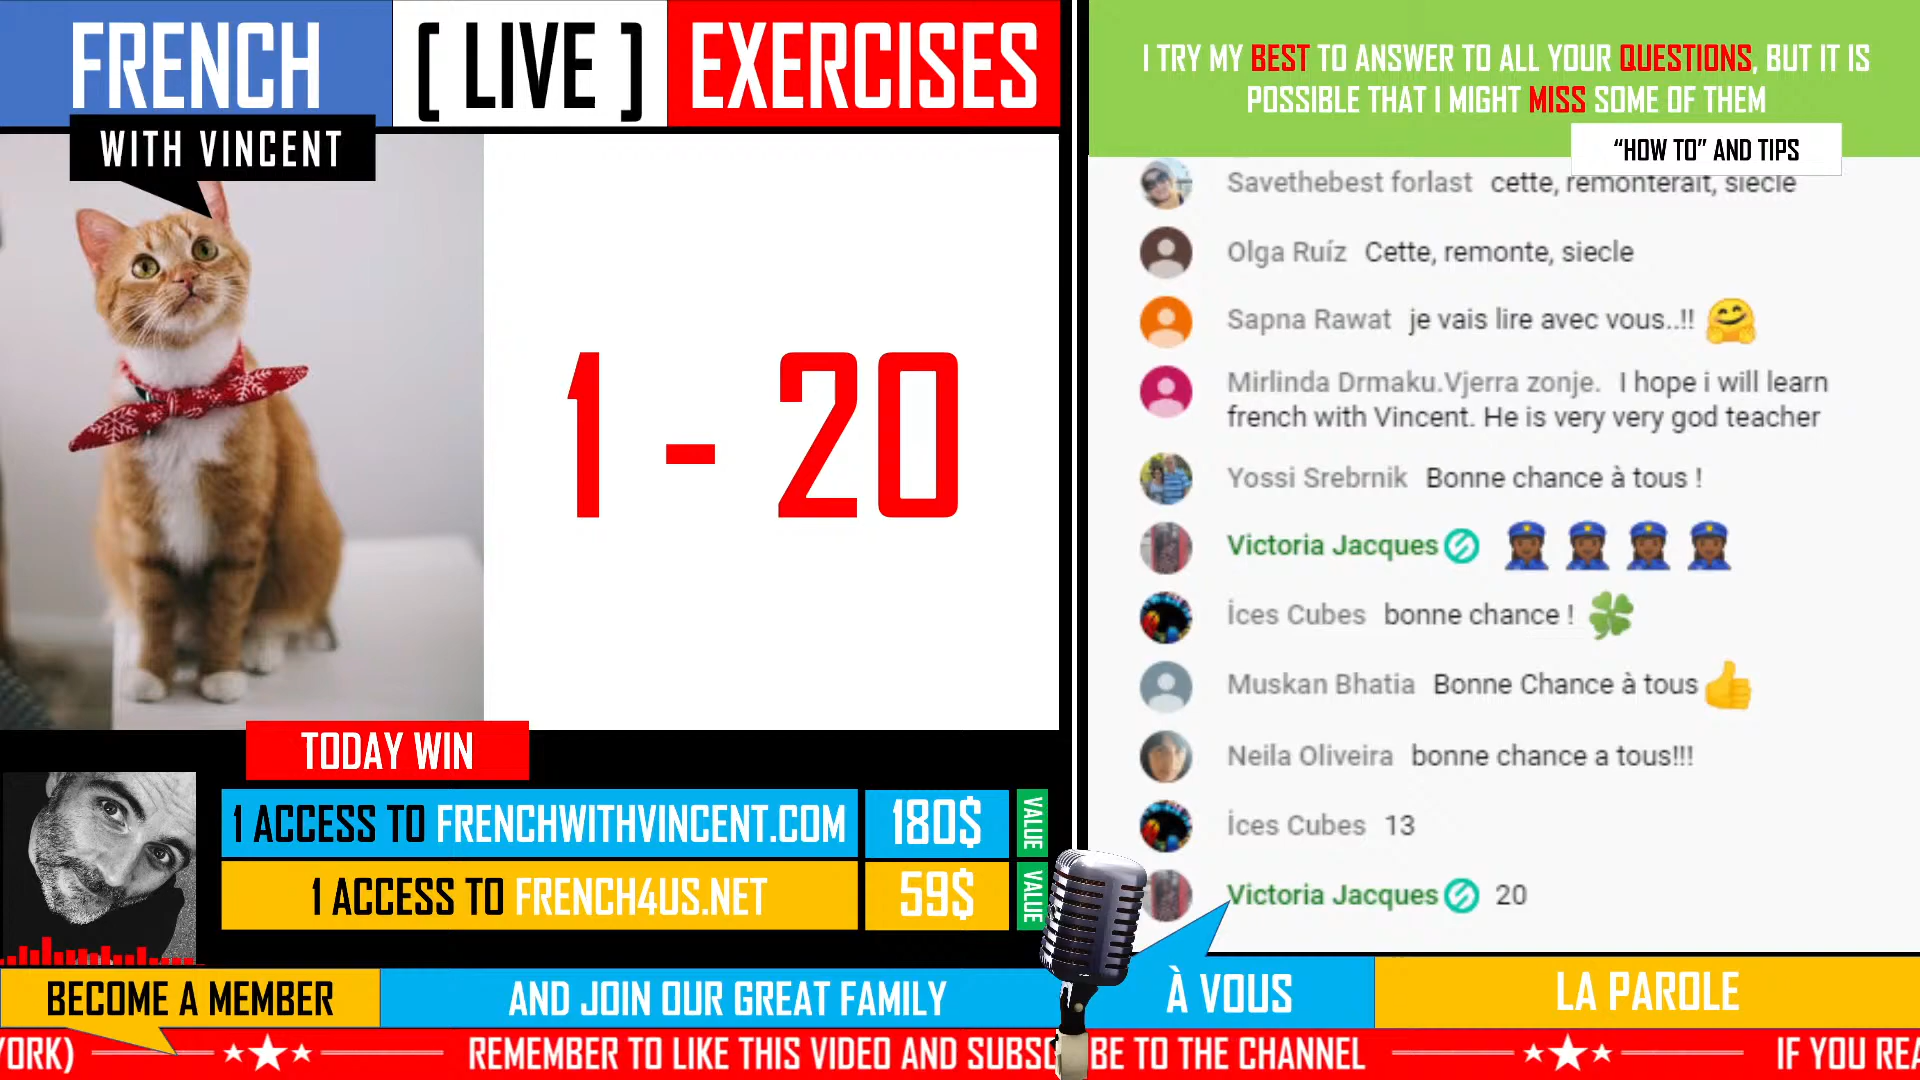 FRENCH
[ LIVE ]
EXERCISES
WITH VINCENT
1 - 20
TODAY WIN
1 ACCESS TO FRENCHWITHVINCENT.COM
180$
VALUE
1 ACCESS TO FRENCH4US.NET
59$
VALUE
BECOME A MEMBER
AND JOIN OUR GREAT FAMILY
I TRY MY BEST TO ANSWER TO ALL YOUR QUESTIONS, BUT IT IS
POSSIBLE THAT I MIGHT MISS SOME OF THEM
“HOW TO” AND TIPS
Savethebest forlast cette, remonterait, siecle
Olga Ruíz Cette, remonte, siecle
Sapna Rawat je vais lire avec vous..!! 🤗
Mirlinda Drmaku.Vjerra zonje. I hope i will learn
french with Vincent. He is very very god teacher
Yossi Srebrnik Bonne chance à tous !
Victoria Jacques
İces Cubes bonne chance ! 🍀
Muskan Bhatia Bonne Chance à tous 👍
Neila Oliveira bonne chance a tous!!!
İces Cubes 13
Victoria Jacques 20
À VOUS
LA PAROLE
YORK)
REMEMBER TO LIKE THIS VIDEO AND SUBSC BE TO THE CHANNEL
IF YOU REA